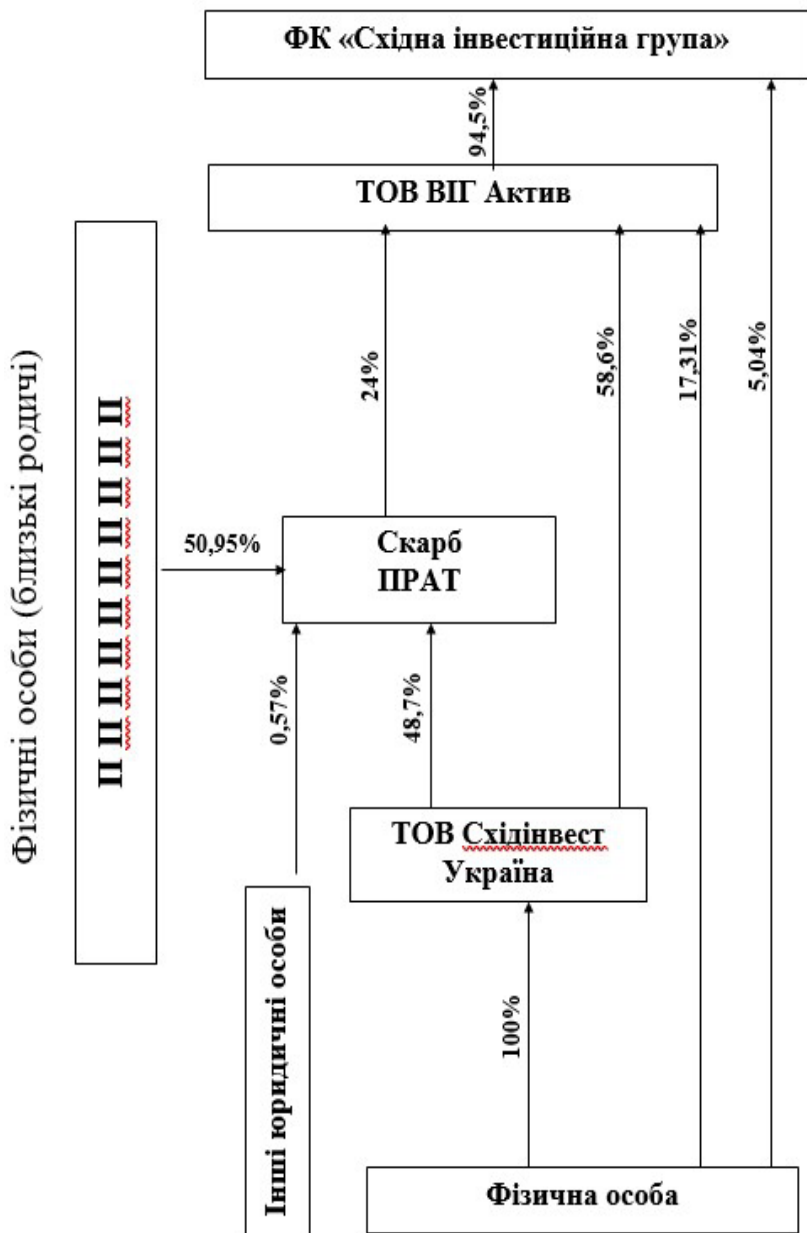 ФК «Східна інвестиційна група»
94,5%
ТОВ ВІГ Актив
Фізичні особи (близькі родичі)
П П П П П П П П П
24%
58,6%
17,31%
5,04%
50,95%
Скарб
ПРАТ
0,57%
48,7%
ТОВ Східінвест
Україна
Інші юридичні особи
100%
Фізична особа